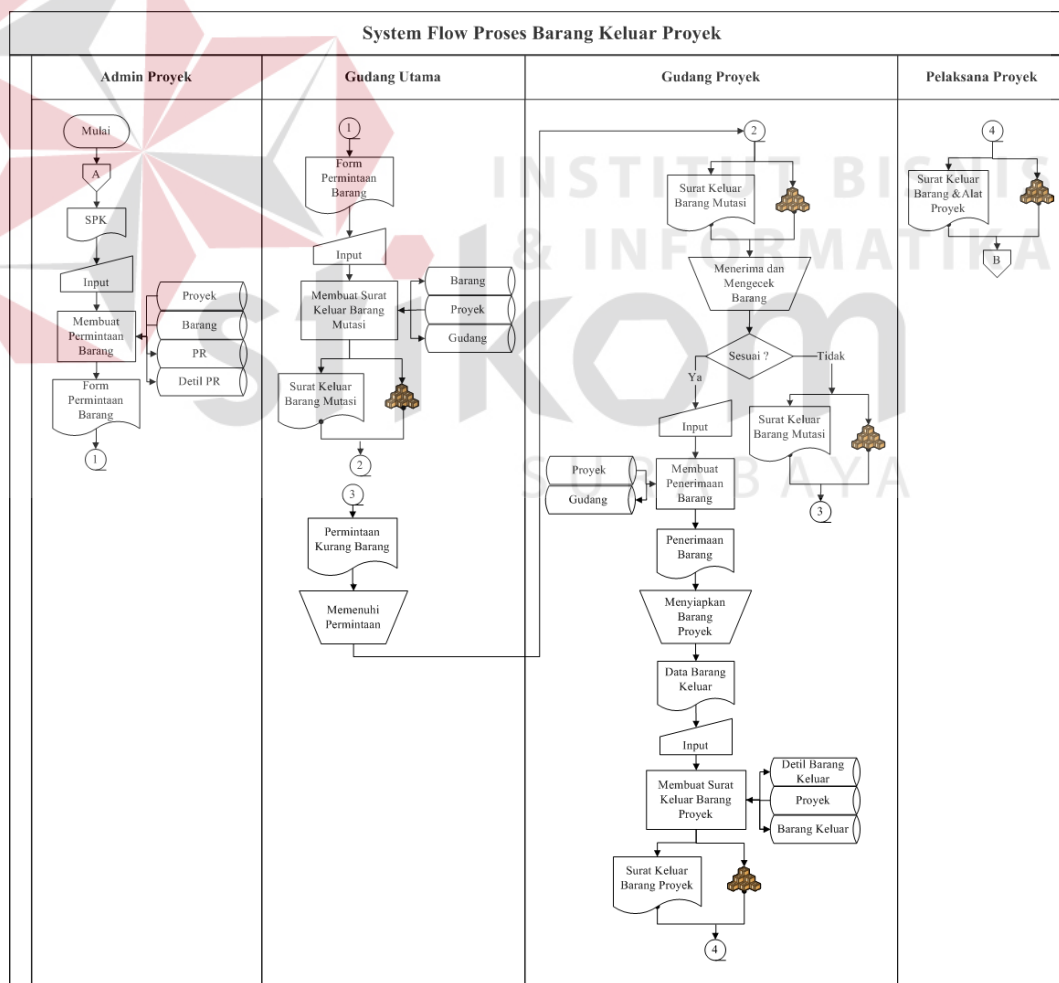 System Flow Proses Barang Keluar Proyek
Admin Proyek
Gudang Utama
Gudang Proyek
Pelaksana Proyek
Mulai
A
SPK
Input
Membuat
Permintaan
Barang
Proyek
Barang
PR
Detil PR
Form
Permintaan
Barang
1
1
Form
Permintaan
Barang
Input
Membuat Surat
Keluar Barang
Mutasi
Barang
Proyek
Gudang
Surat Keluar
Barang Mutasi
2
3
Permintaan
Kurang Barang
Memenuhi
Permintaan
2
Surat Keluar
Barang Mutasi
Menerima dan
Mengecek
Barang
Sesuai ?
Ya
Tidak
Input
Surat Keluar
Barang Mutasi
3
Membuat
Penerimaan
Barang
Proyek
Gudang
Penerimaan
Barang
Menyiapkan
Barang
Proyek
Data Barang
Keluar
Input
Membuat Surat
Keluar Barang
Proyek
Detil Barang
Keluar
Proyek
Barang Keluar
Surat Keluar
Barang Proyek
4
4
Surat Keluar
Barang &Alat
Proyek
B
INSTITUT BISNIS
& INFORMATIKA
stikom
SURABAYA